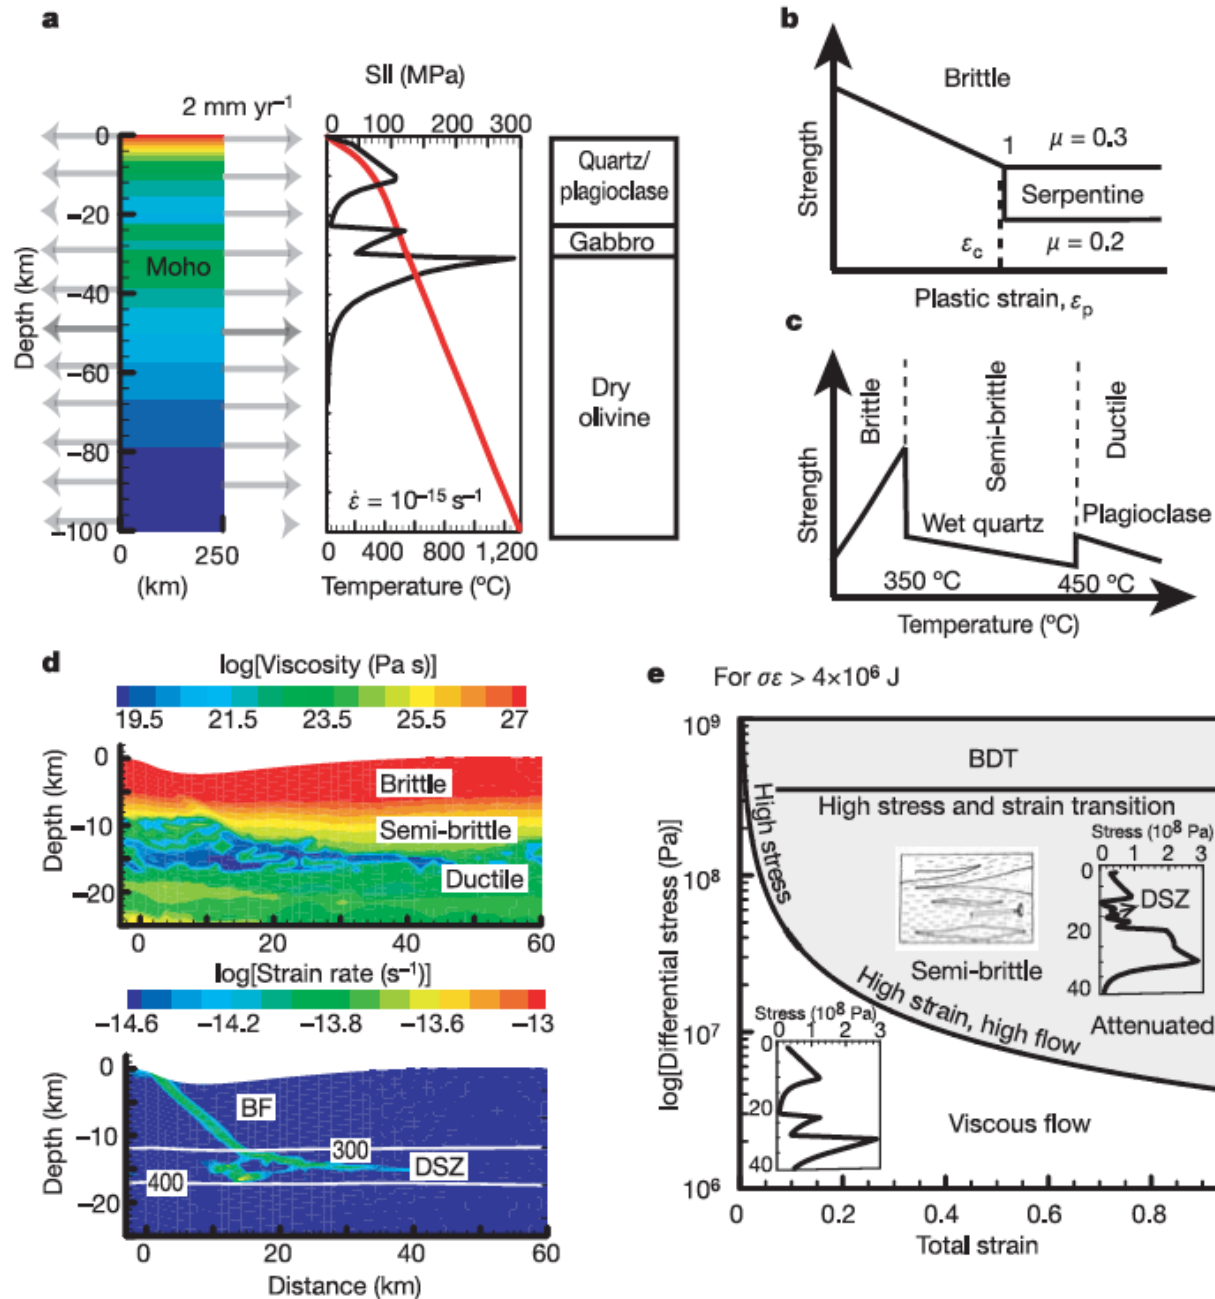 a
SII (MPa)
2 mm yr⁻¹
0 100 200 300
0
−20
−40
−60
−80
−100
Depth (km)
Moho
0 250
(km)
ε̇ = 10⁻¹⁵ s⁻¹
0 400 800 1,200
Temperature (ºC)
Quartz/
plagioclase
Gabbro
Dry
olivine
b
Brittle
Strength
1 μ = 0.3
Serpentine
εc μ = 0.2
Plastic strain, εp
c
Strength
Brittle
Semi-brittle
Ductile
Wet quartz
Plagioclase
350 ºC 450 ºC
Temperature (ºC)
d
log[Viscosity (Pa s)]
19.5 21.5 23.5 25.5 27
0
−10
−20
Depth (km)
Brittle
Semi-brittle
Ductile
0 20 40 60
log[Strain rate (s⁻¹)]
−14.6 −14.2 −13.8 −13.6 −13
0
−10
−20
Depth (km)
BF
300
DSZ
400
0 20 40 60
Distance (km)
e For σε > 4×10⁶ J
10⁹
10⁸
10⁷
10⁶
log[Differential stress (Pa)]
BDT
High stress and strain transition
High stress
Stress (10⁸ Pa)
0 1 2 3
0
20
40
DSZ
Semi-brittle
High strain, high flow
Attenuated
Stress (10⁸ Pa)
0 1 2 3
0
20
40
Viscous flow
0 0.2 0.4 0.6 0.8
Total strain